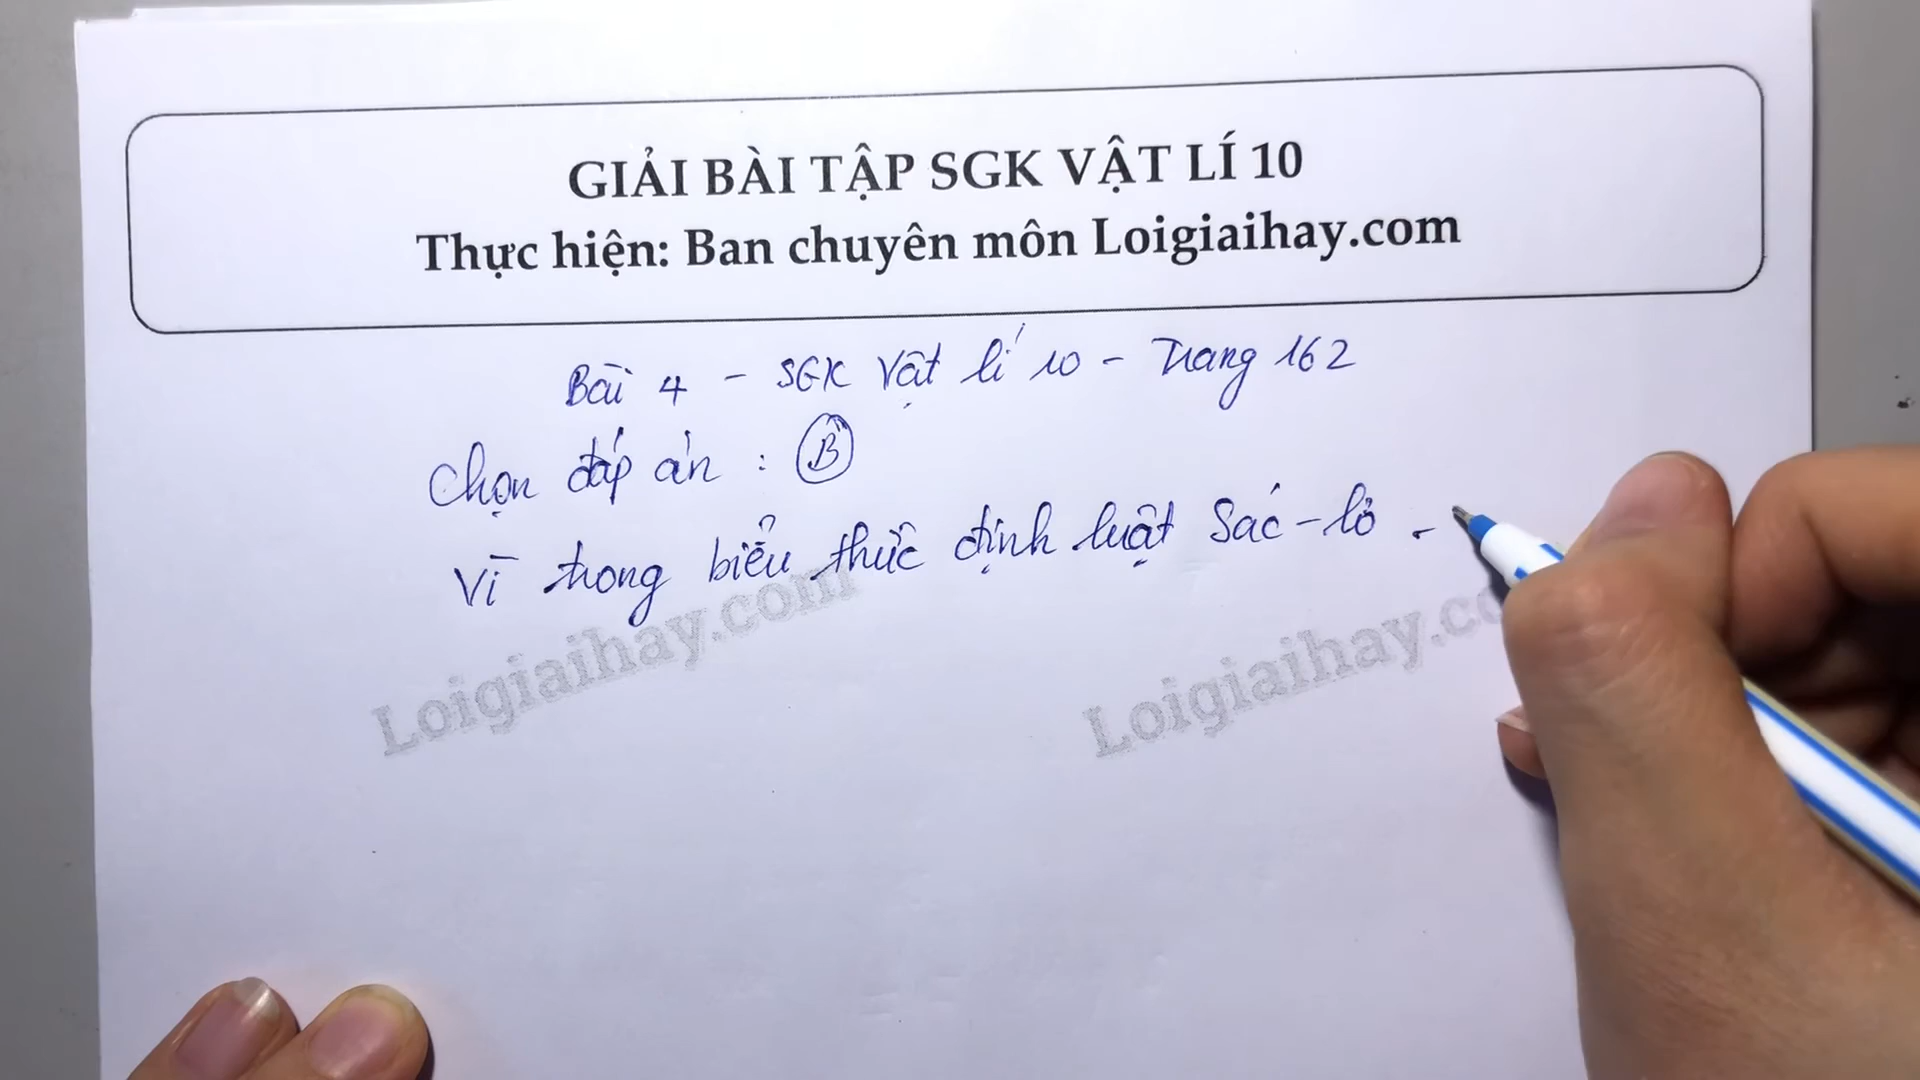 GIẢI BÀI TẬP SGK VẬT LÍ 10
Thực hiện: Ban chuyên môn Loigiaihay.com
Bài 4 - SGK Vật lí 10 - Trang 162
Chọn đáp án : B
Vì trong biểu thức định luật Sác-lơ -
Loigiaihay.com
Loigiaihay.co